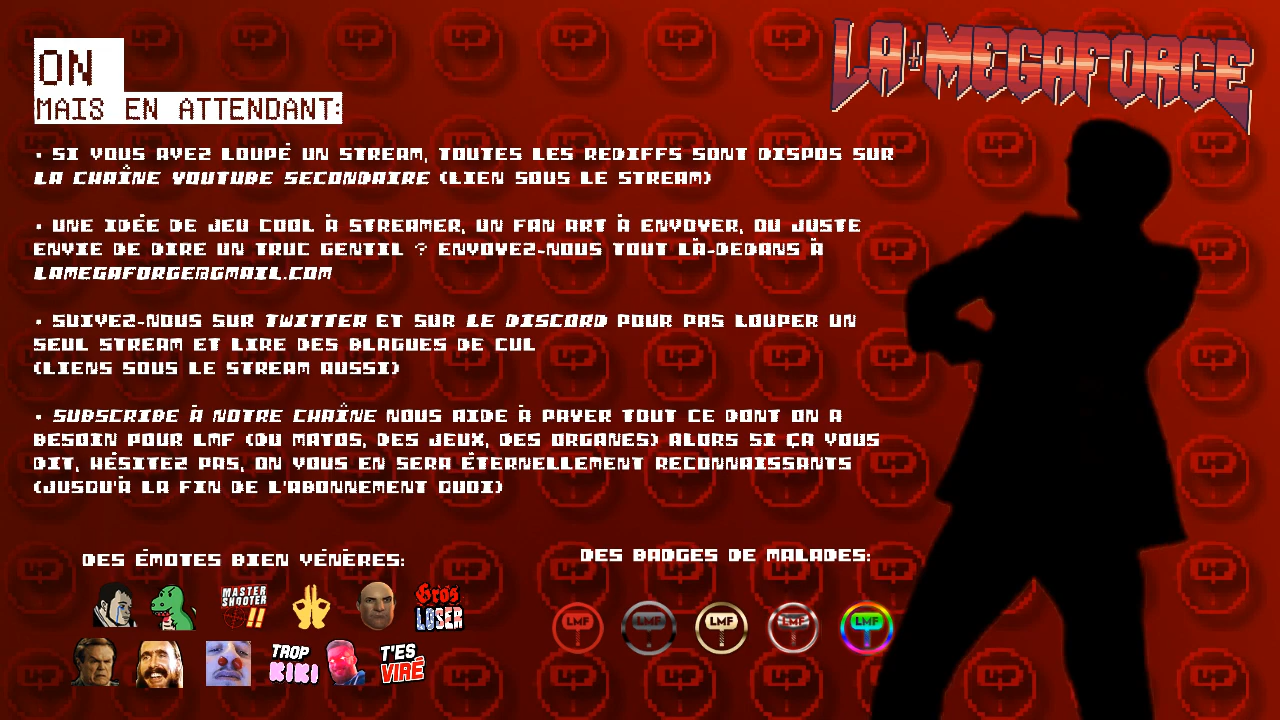 LA MEGAFORGE
ON
MAIS EN ATTENDANT:
• SI VOUS AVEZ LOUPÉ UN STREAM, TOUTES LES REDIFFS SONT DISPOS SUR
LA CHAÎNE YOUTUBE SECONDAIRE (LIEN SOUS LE STREAM)
• UNE IDÉE DE JEU COOL À STREAMER, UN FAN ART À ENVOYER, OU JUSTE
ENVIE DE DIRE UN TRUC GENTIL ? ENVOYEZ-NOUS TOUT LÀ-DEDANS À
LAMEGAFORGE@GMAIL.COM
• SUIVEZ-NOUS SUR TWITTER ET SUR LE DISCORD POUR PAS LOUPER UN
SEUL STREAM ET LIRE DES BLAGUES DE CUL
(LIENS SOUS LE STREAM AUSSI)
• SUBSCRIBE À NOTRE CHAÎNE NOUS AIDE À PAYER TOUT CE DONT ON A
BESOIN POUR LMF (DU MATOS, DES JEUX, DES ORGANES) ALORS SI ÇA VOUS
DIT, HÉSITEZ PAS, ON VOUS EN SERA ÉTERNELLEMENT RECONNAISSANTS
(JUSQU'À LA FIN DE L'ABONNEMENT QUOI)
DES ÉMOTES BIEN VÉNÈRES:
MASTER
SHOOTER
!!
Gros
LOSER
TROP
KIKI
T'ES
VIRÉ
DES BADGES DE MALADES:
LMF
LMF
LMF
LMF
LMF